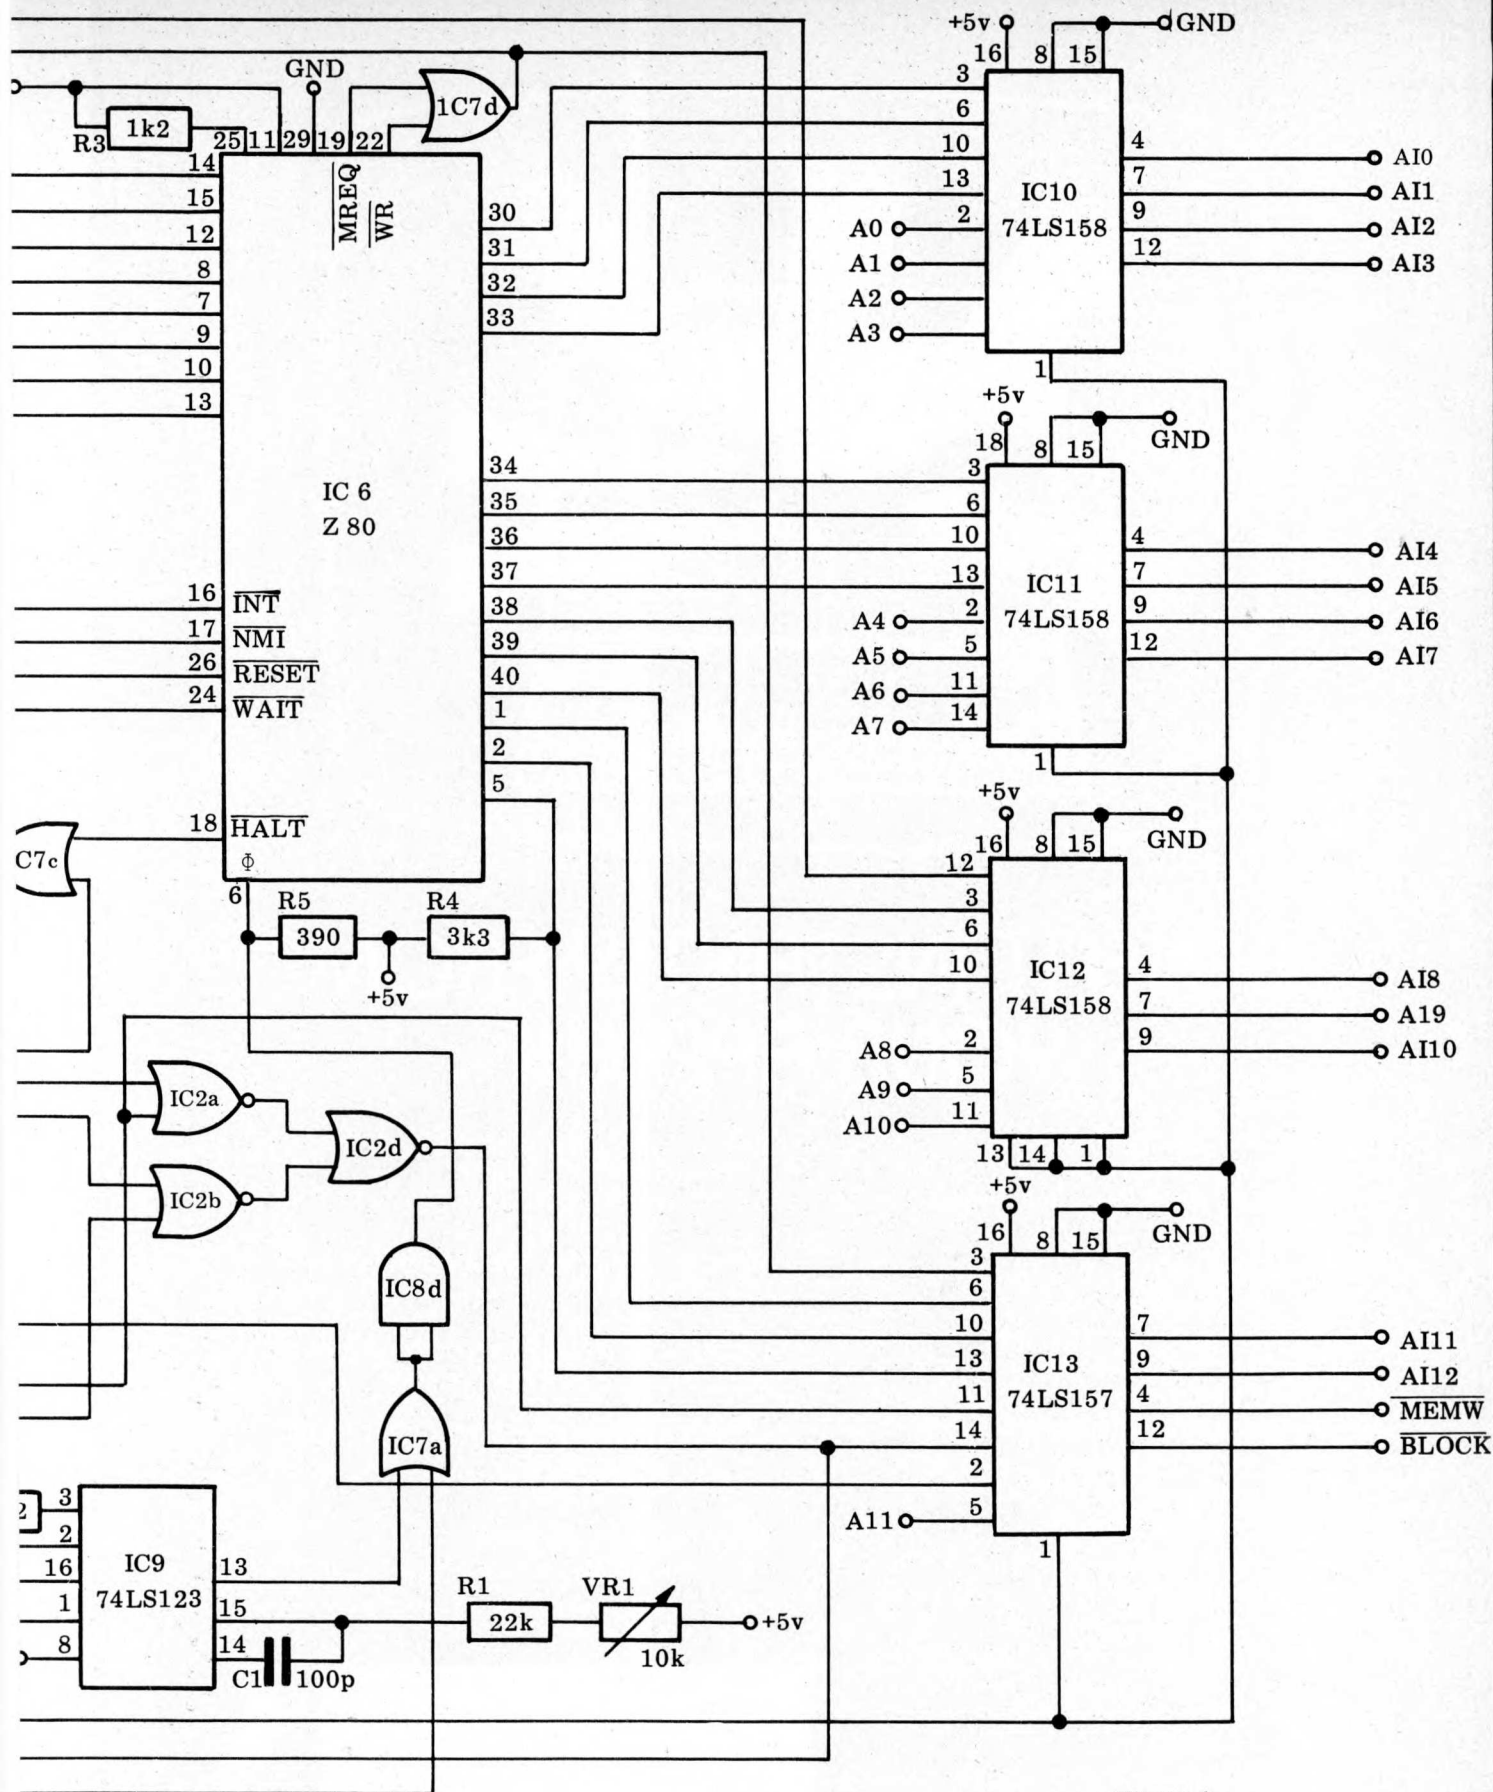 +5v
GND
16 8 15
GND
1C7d
R3 1k2
25 11 29 19 22
MREQ
WR
14
15
12
8
7
9
10
13
30
31
32
33
3
6
10
13
2
A0
A1
A2
A3
IC10
74LS158
4 AI0
7 AI1
9 AI2
12 AI3
1
+5v
GND
18 8 15
34 3
35 6
36 10
37 13
38
39
40
1
2
5
IC 6
Z 80
16 INT
17 NMI
26 RESET
24 WAIT
18 HALT
Φ
6
C7c
A4 2
A5 5
A6 11
A7 14
IC11
74LS158
4 AI4
7 AI5
9 AI6
12 AI7
1
+5v
GND
16 8 15
12
3
6
10
IC12
74LS158
4 AI8
7 A19
9 AI10
A8 2
A9 5
A10 11
13 14 1
R5 R4
390 3k3
+5v
IC2a
IC2d
IC2b
IC8d
IC7a
+5v
GND
16 8 15
3
6
10
13
11
14
2
A11 5
IC13
74LS157
7 AI11
9 AI12
4 MEMW
12 BLOCK
1
2
3
2
16
1
8
IC9
74LS123
13
15
14
C1 100p
R1 VR1
22k
10k
+5v